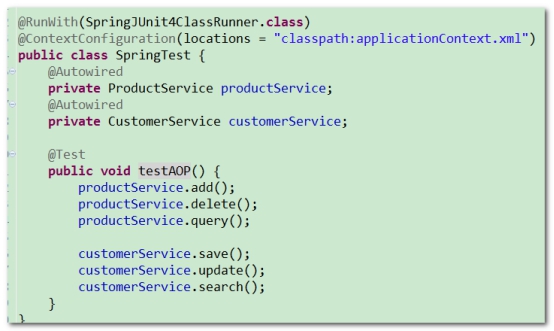 @RunWith(SpringJUnit4ClassRunner.class)
@ContextConfiguration(locations = "classpath:applicationContext.xml")
public class SpringTest {
    @Autowired
    private ProductService productService;
    @Autowired
    private CustomerService customerService;

    @Test
    public void testAOP() {
        productService.add();
        productService.delete();
        productService.query();

        customerService.save();
        customerService.update();
        customerService.search();
    }
}